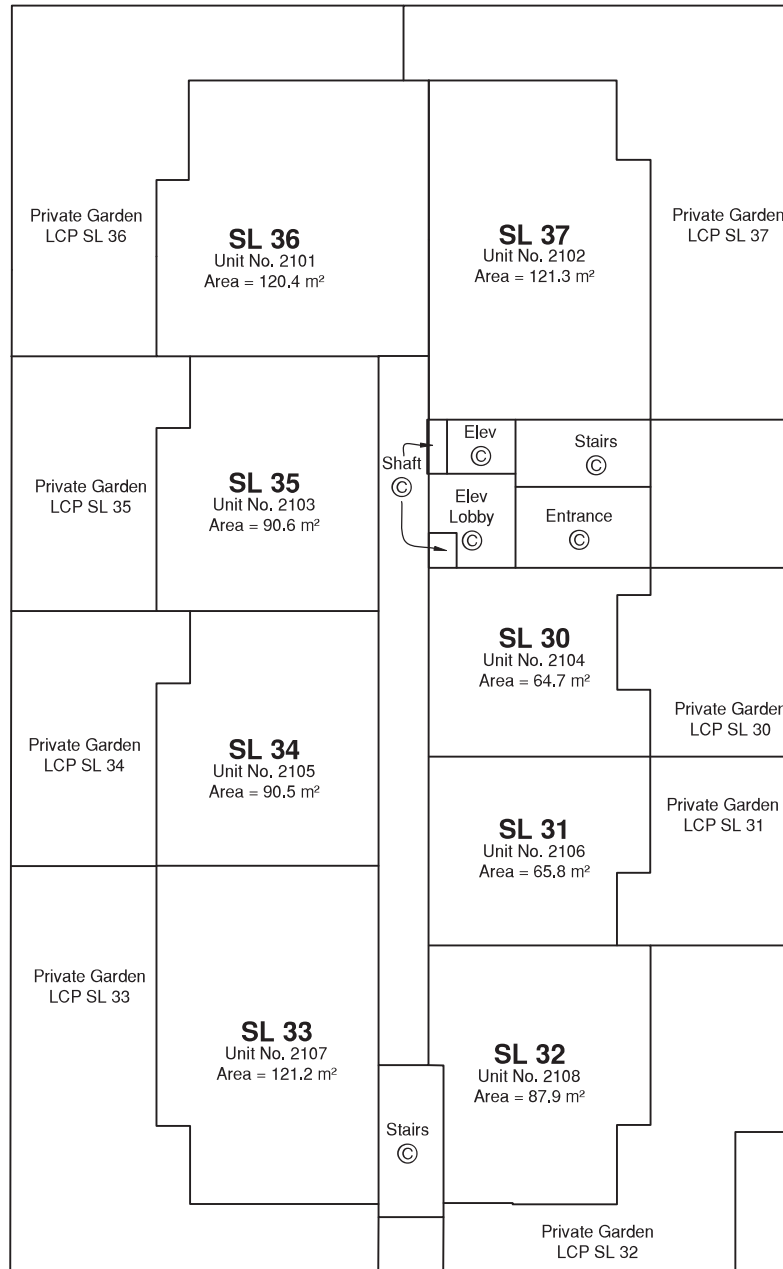 Private Garden
LCP SL 36
SL 36
Unit No. 2101
Area = 120.4 m²
SL 37
Unit No. 2102
Area = 121.3 m²
Private Garden
LCP SL 37
Private Garden
LCP SL 35
SL 35
Unit No. 2103
Area = 90.6 m²
Shaft
©
Elev
©
Stairs
©
Elev
Lobby
©
Entrance
©
SL 30
Unit No. 2104
Area = 64.7 m²
Private Garden
LCP SL 30
Private Garden
LCP SL 34
SL 34
Unit No. 2105
Area = 90.5 m²
SL 31
Unit No. 2106
Area = 65.8 m²
Private Garden
LCP SL 31
Private Garden
LCP SL 33
SL 33
Unit No. 2107
Area = 121.2 m²
SL 32
Unit No. 2108
Area = 87.9 m²
Stairs
©
Private Garden
LCP SL 32